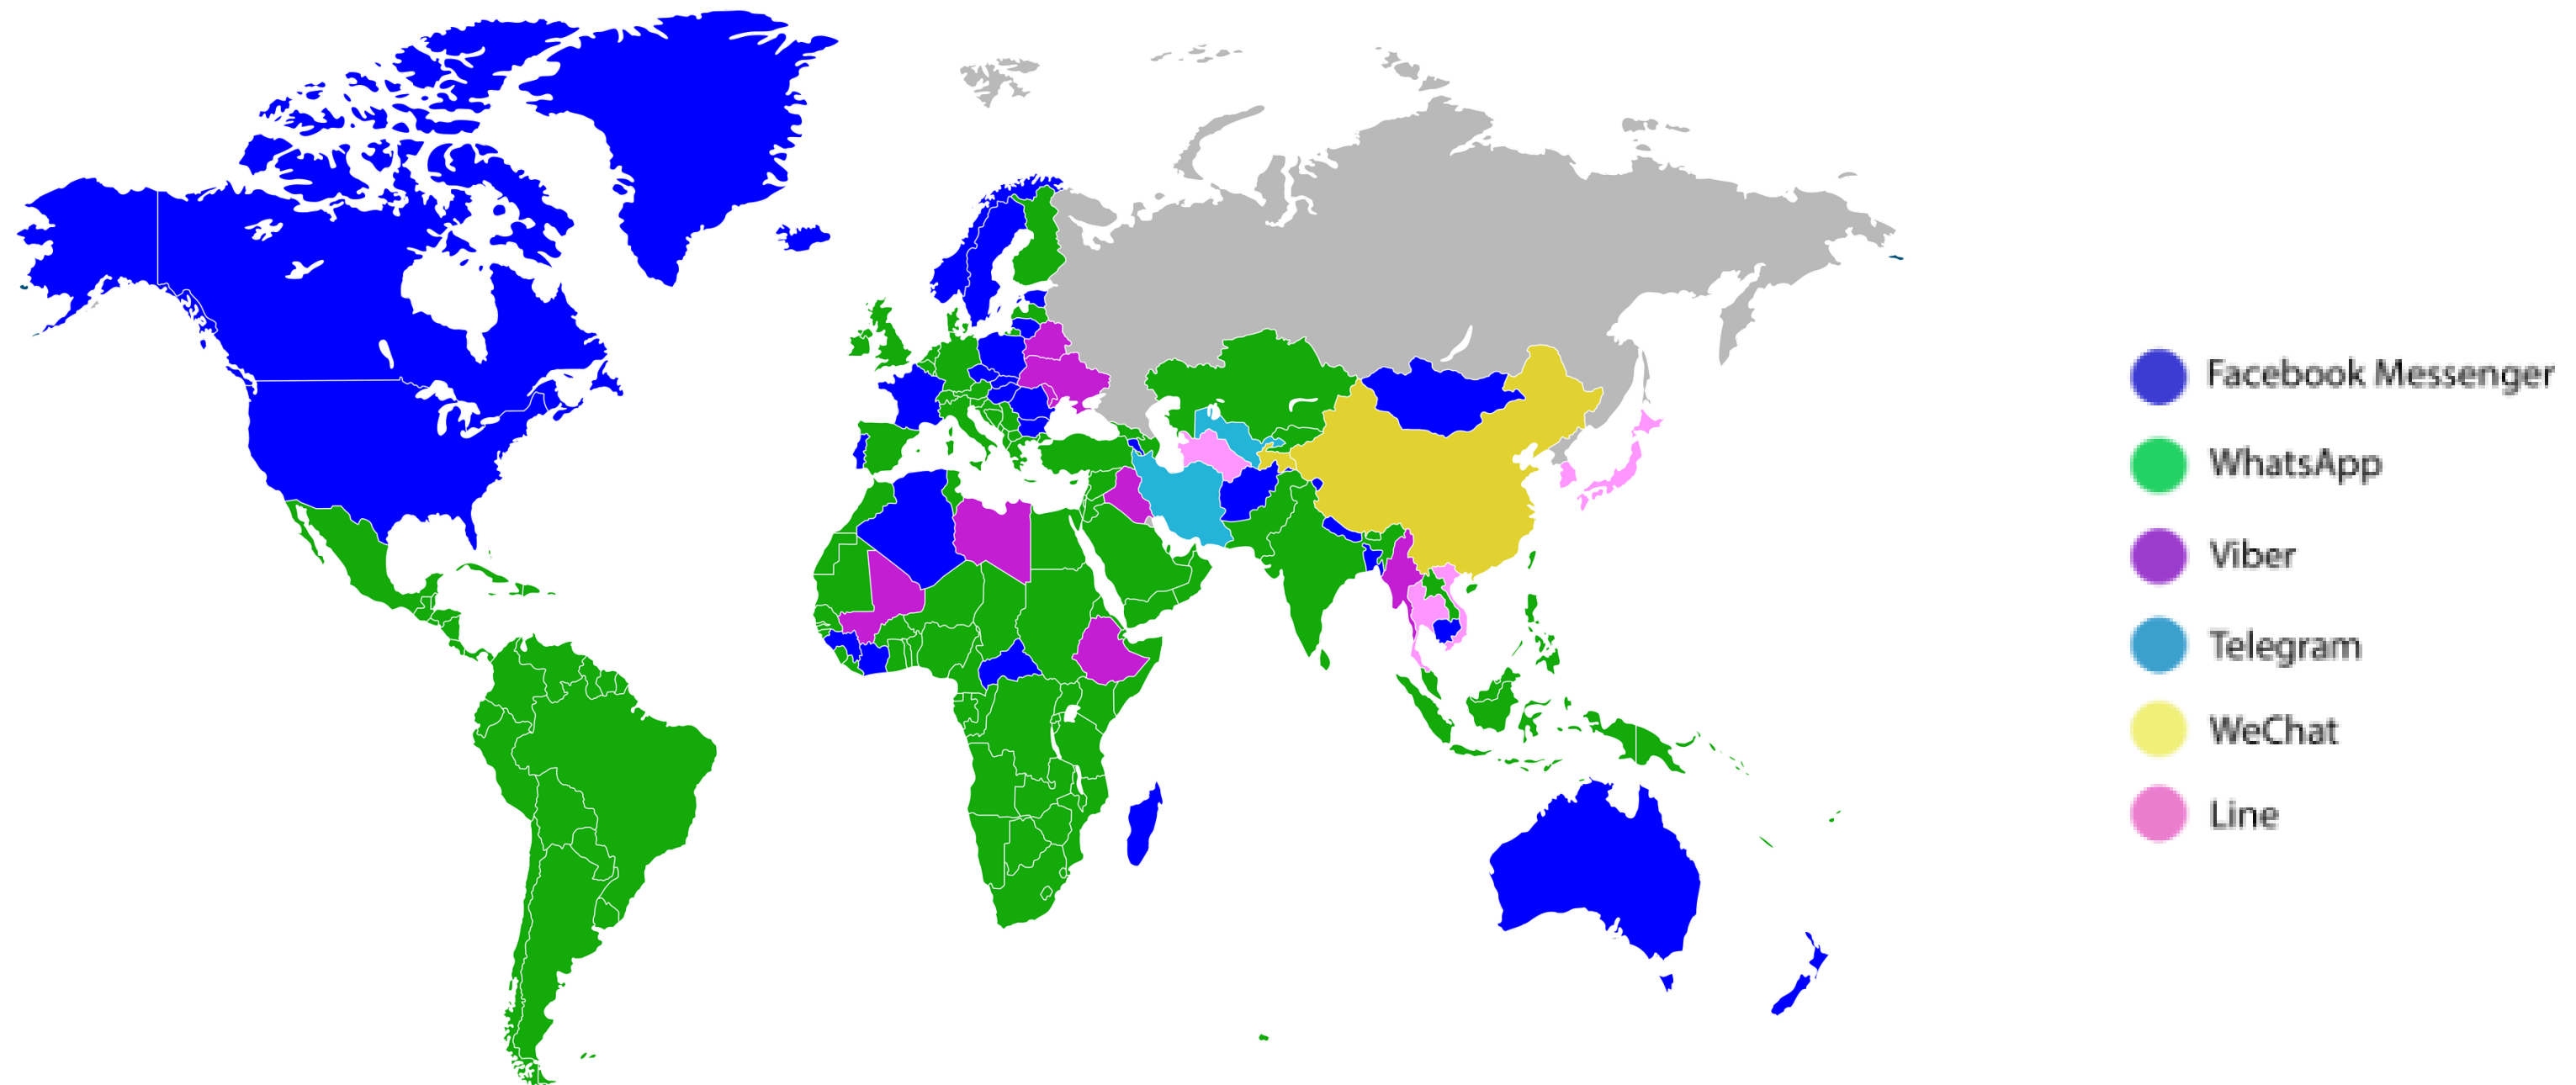 Facebook Messenger
WhatsApp
Viber
Telegram
WeChat
Line